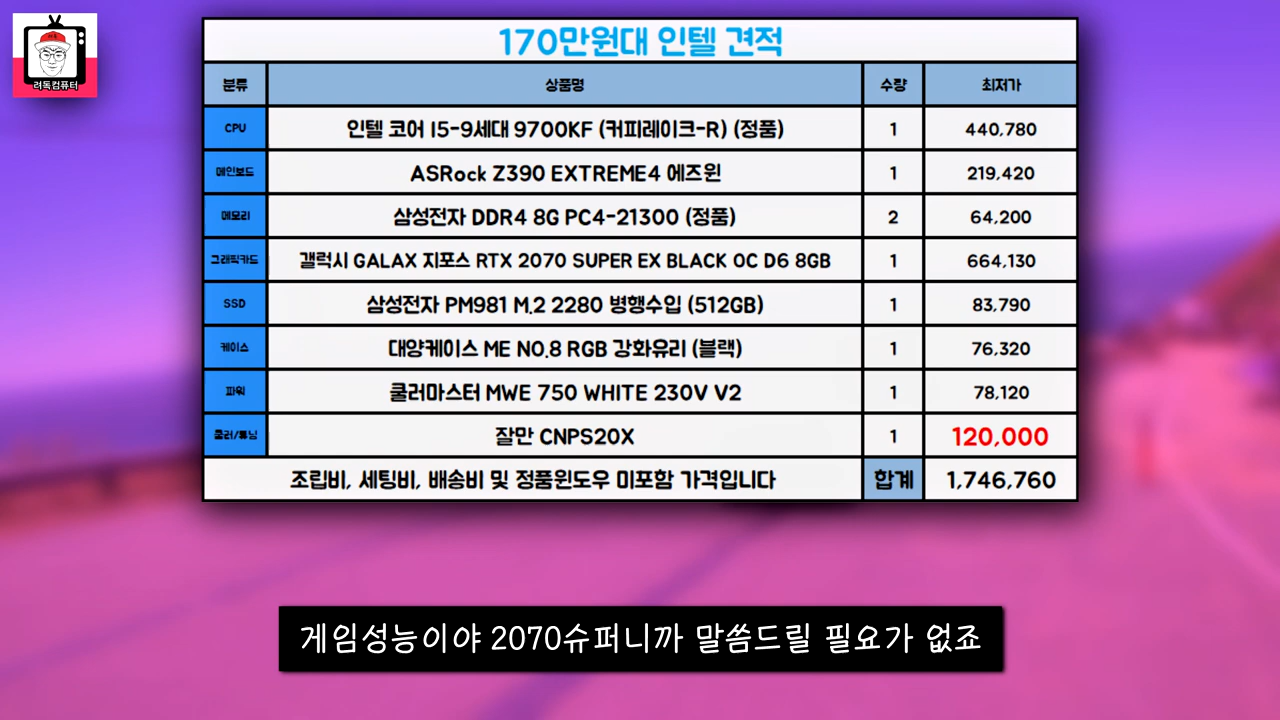 려독컴퓨터
170만원대 인텔 견적
분류 상품명 수량 최저가
CPU 인텔 코어 I5-9세대 9700KF (커피레이크-R) (정품) 1 440,780
메인보드 ASRock Z390 EXTREME4 에즈윈 1 219,420
메모리 삼성전자 DDR4 8G PC4-21300 (정품) 2 64,200
그래픽카드 갤럭시 GALAX 지포스 RTX 2070 SUPER EX BLACK OC D6 8GB 1 664,130
SSD 삼성전자 PM981 M.2 2280 병행수입 (512GB) 1 83,790
케이스 대양케이스 ME NO.8 RGB 강화유리 (블랙) 1 76,320
파워 쿨러마스터 MWE 750 WHITE 230V V2 1 78,120
쿨러/튜닝 잘만 CNPS20X 1 120,000
조립비, 세팅비, 배송비 및 정품윈도우 미포함 가격입니다 합계 1,746,760
게임성능이야 2070슈퍼니까 말씀드릴 필요가 없죠